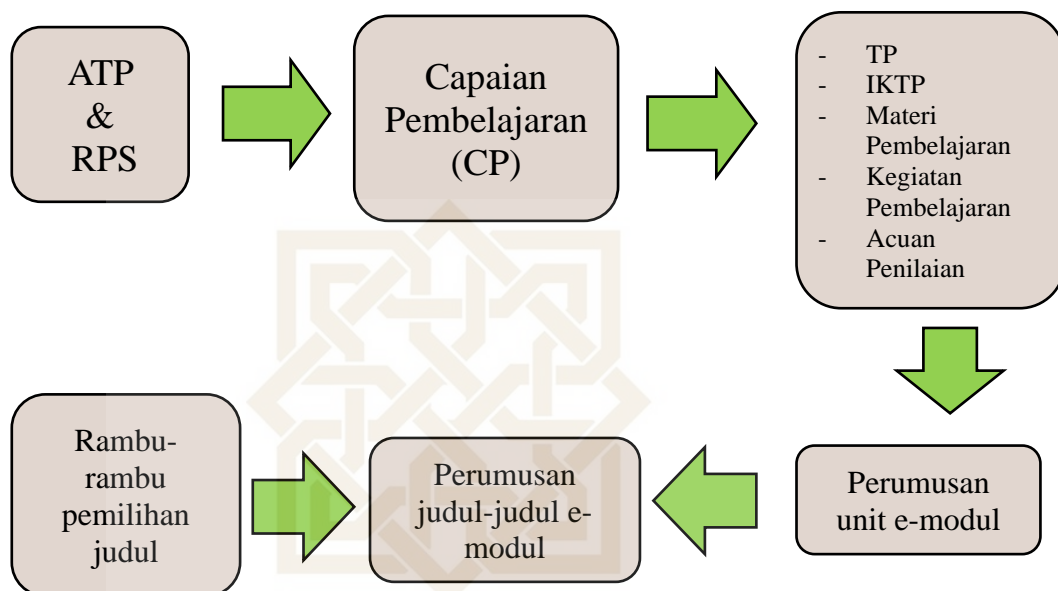 ATP
&
RPS
Capaian
Pembelajaran
(CP)
- TP
- IKTP
- Materi
Pembelajaran
- Kegiatan
Pembelajaran
- Acuan
Penilaian
Rambu-
rambu
pemilihan
judul
Perumusan
judul-judul e-
modul
Perumusan
unit e-modul